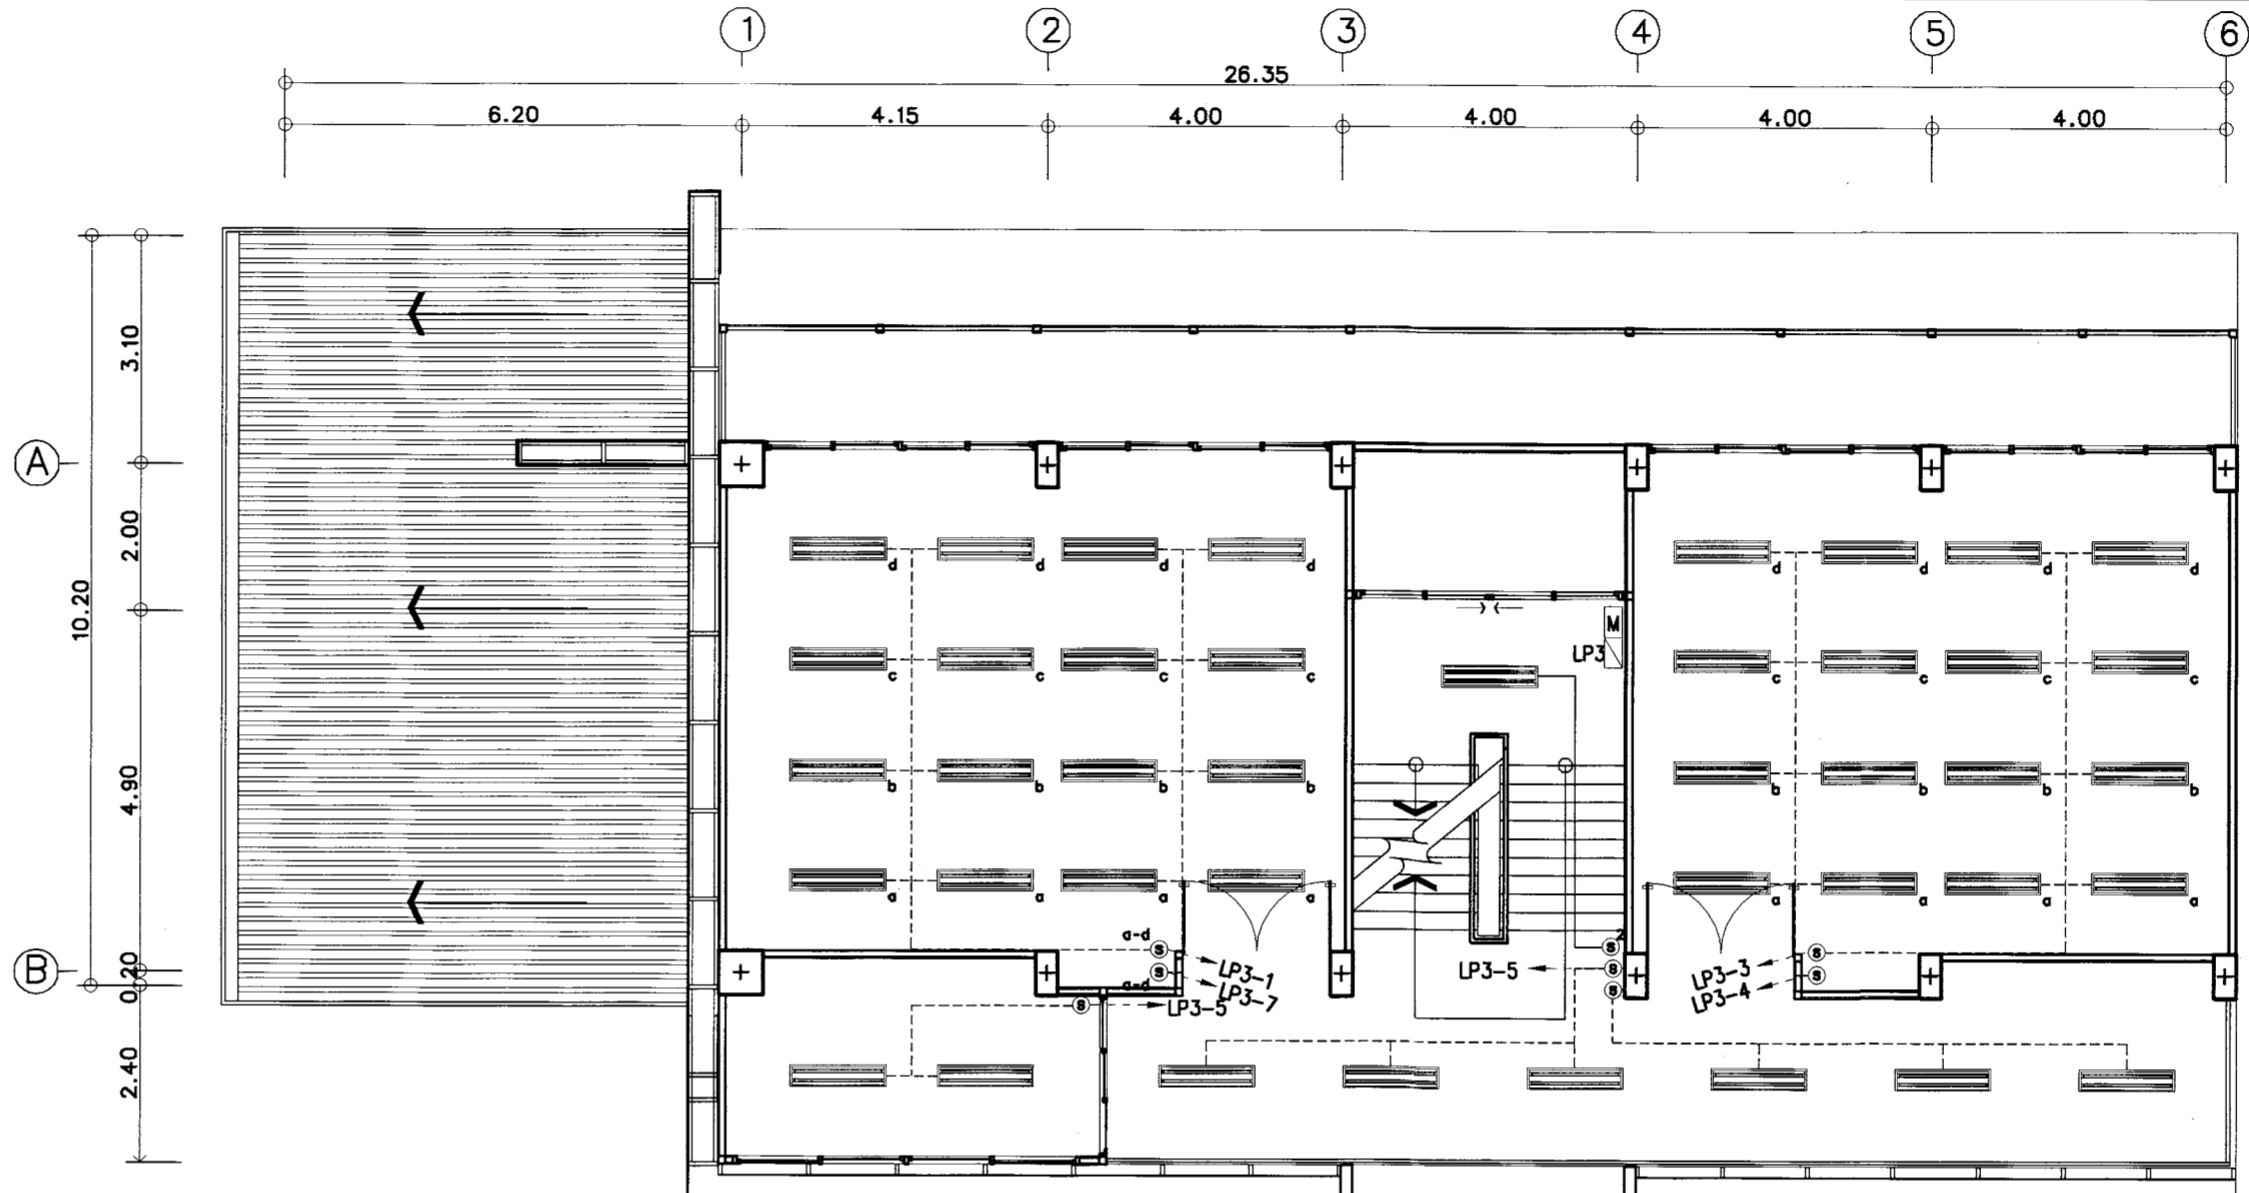 1 2 3 4 5 6
26.35
6.20 4.15 4.00 4.00 4.00 4.00
3.10
A
d d d d d d d d
2.00
10.20
M
LP3
c c c c c c c c
4.90
b b b b b b b b
a a a a a a a a
a-d S S 2 S
B
0.20
a-d S LP3-1 LP3-5 S LP3-3 S
S LP3-5 LP3-7 S LP3-4
2.40